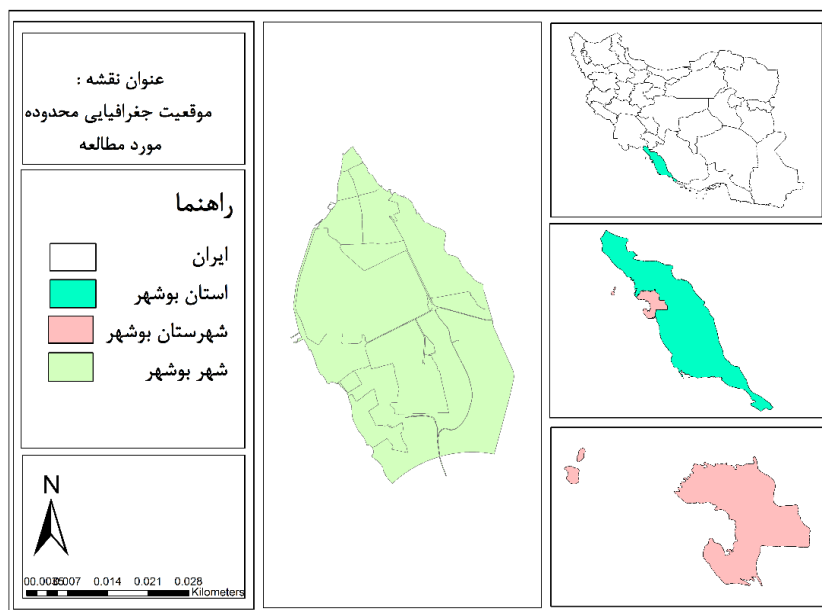 عنوان نقشه :
موقعیت جغرافیایی محدوده
مورد مطالعه
راهنما
ایران
استان بوشهر
شهرستان بوشهر
شهر بوشهر
N
0.014 0.021 0.028
Kilometers